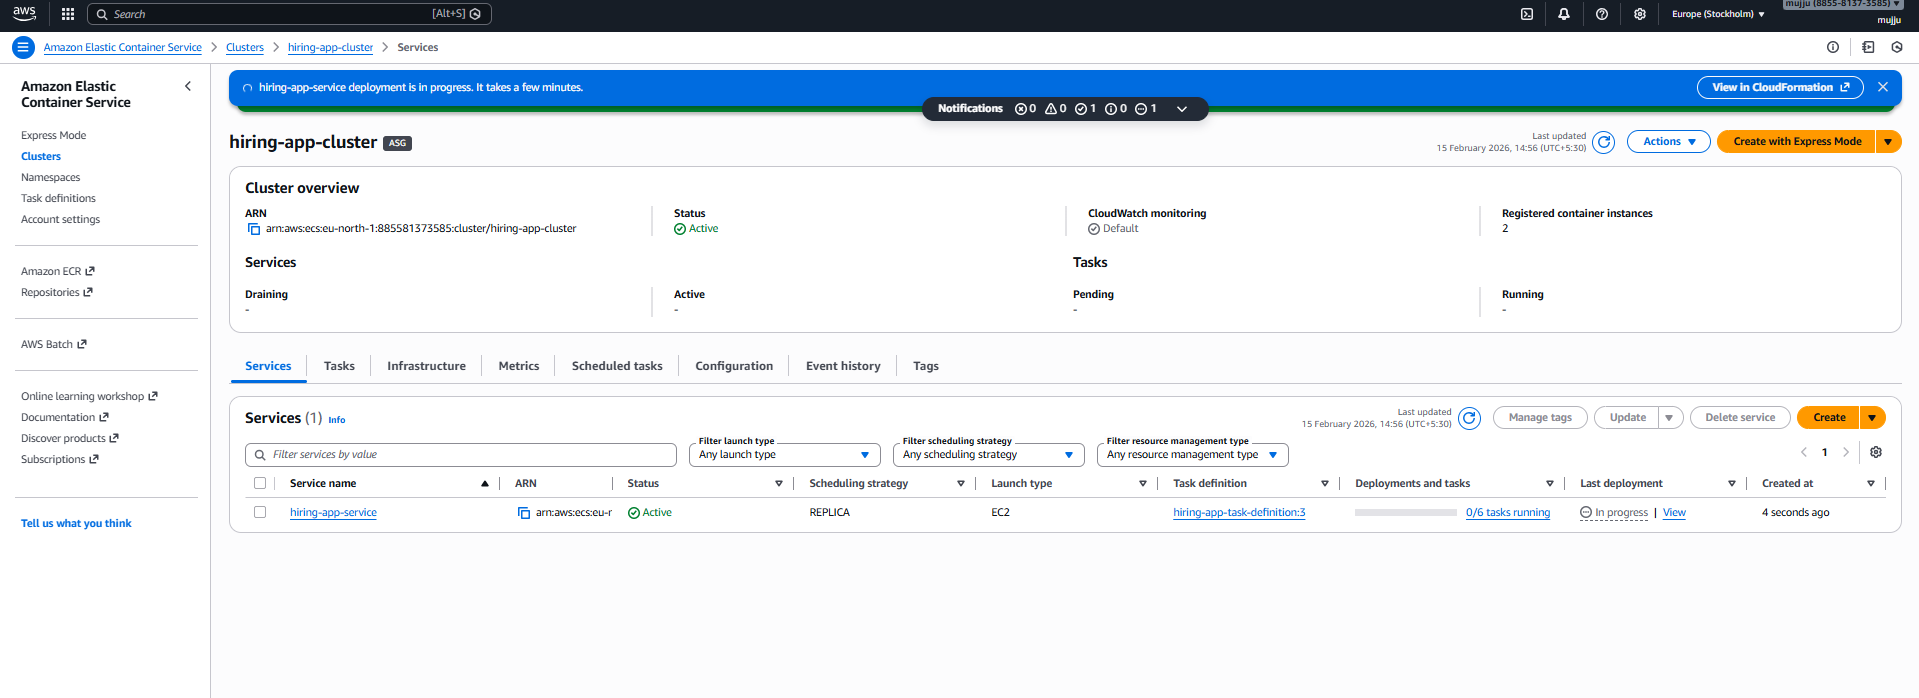 aws
Search [Alt+S]
Europe (Stockholm)
mujju (8855-8137-3585)
mujju
Amazon Elastic Container Service > Clusters > hiring-app-cluster > Services
Amazon Elastic
Container Service
Express Mode
Clusters
Namespaces
Task definitions
Account settings
Amazon ECR
Repositories
AWS Batch
Online learning workshop
Documentation
Discover products
Subscriptions
Tell us what you think
hiring-app-service deployment is in progress. It takes a few minutes.
View in CloudFormation
Notifications 0 0 1 0 1
hiring-app-cluster ASG
Last updated
15 February 2026, 14:56 (UTC+5:30)
Actions
Create with Express Mode
Cluster overview
ARN
arn:aws:ecs:eu-north-1:885581373585:cluster/hiring-app-cluster
Status
Active
CloudWatch monitoring
Default
Registered container instances
2
Services
Tasks
Draining
-
Active
-
Pending
-
Running
-
Services Tasks Infrastructure Metrics Scheduled tasks Configuration Event history Tags
Services (1) Info
Last updated
15 February 2026, 14:56 (UTC+5:30)
Manage tags
Update
Delete service
Create
Filter services by value
Filter launch type
Any launch type
Filter scheduling strategy
Any scheduling strategy
Filter resource management type
Any resource management type
1
Service name ARN Status Scheduling strategy Launch type Task definition Deployments and tasks Last deployment Created at
hiring-app-service arn:aws:ecs:eu-r Active REPLICA EC2 hiring-app-task-definition:3 0/6 tasks running In progress | View 4 seconds ago